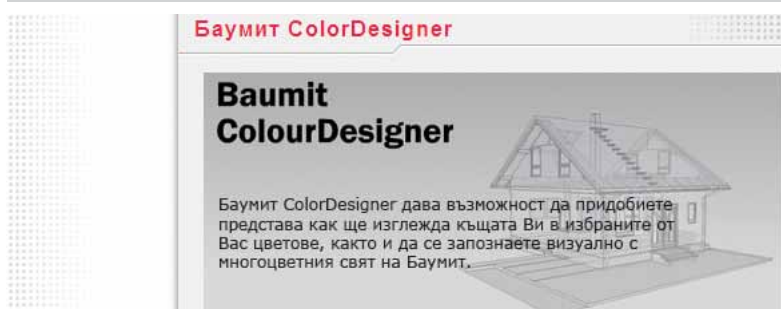 Баумит ColorDesigner
Baumit
ColourDesigner
Баумит ColorDesigner дава възможност да придобиете
представа как ще изглежда къщата Ви в избраните от
Вас цветове, както и да се запознаете визуално с
многоцветния свят на Баумит.